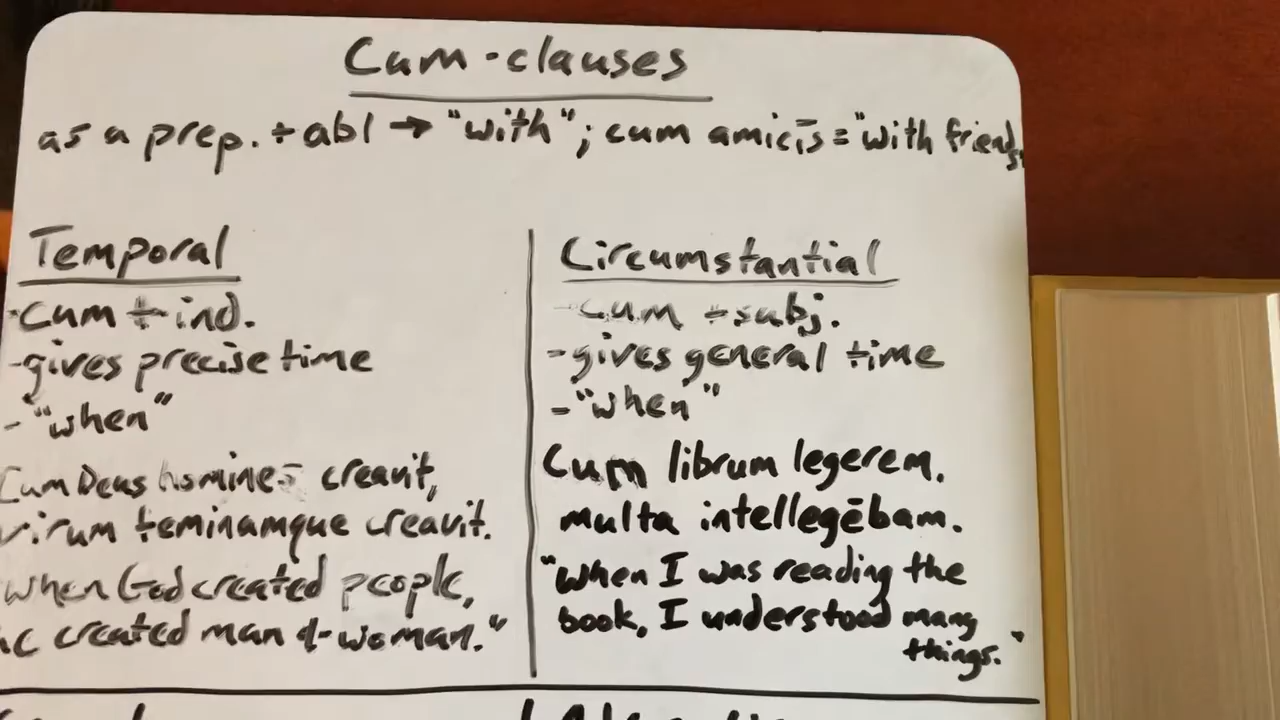 Cum-clauses
as a prep. + abl → "with"; cum amicīs = "with friends
Temporal
-Cum + ind.
-gives precise time
- "when"
Cum Deus homines creavit,
virum feminamque creavit.
when God created people,
he created man & woman."
Circumstantial
-cum + subj.
-gives general time
- "when"
Cum librum legerem.
multa intellegēbam.
"When I was reading the
book, I understood many
things."